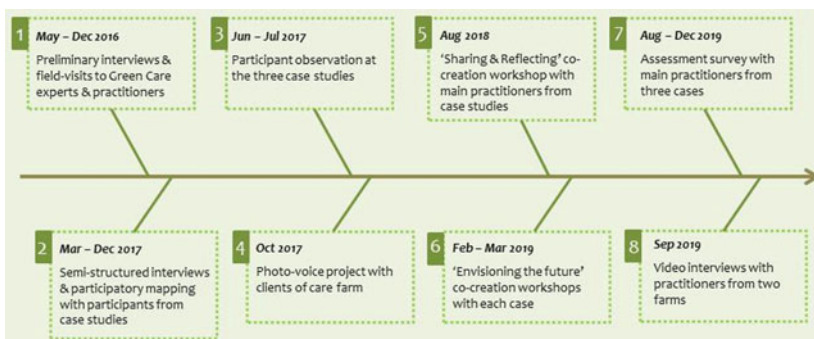 1
May – Dec 2016
Preliminary interviews &
field-visits to Green Care
experts & practitioners
2
Mar – Dec 2017
Semi-structured interviews
& participatory mapping
with participants from
case studies
3
Jun – Jul 2017
Participant observation at
the three case studies
4
Oct 2017
Photo-voice project with
clients of care farm
5
Aug 2018
'Sharing & Reflecting' co-
creation workshop with
main practitioners from
case studies
6
Feb – Mar 2019
'Envisioning the future'
co-creation workshops
with each case
7
Aug – Dec 2019
Assessment survey with
main practitioners from
three cases
8
Sep 2019
Video interviews with
practitioners from two
farms